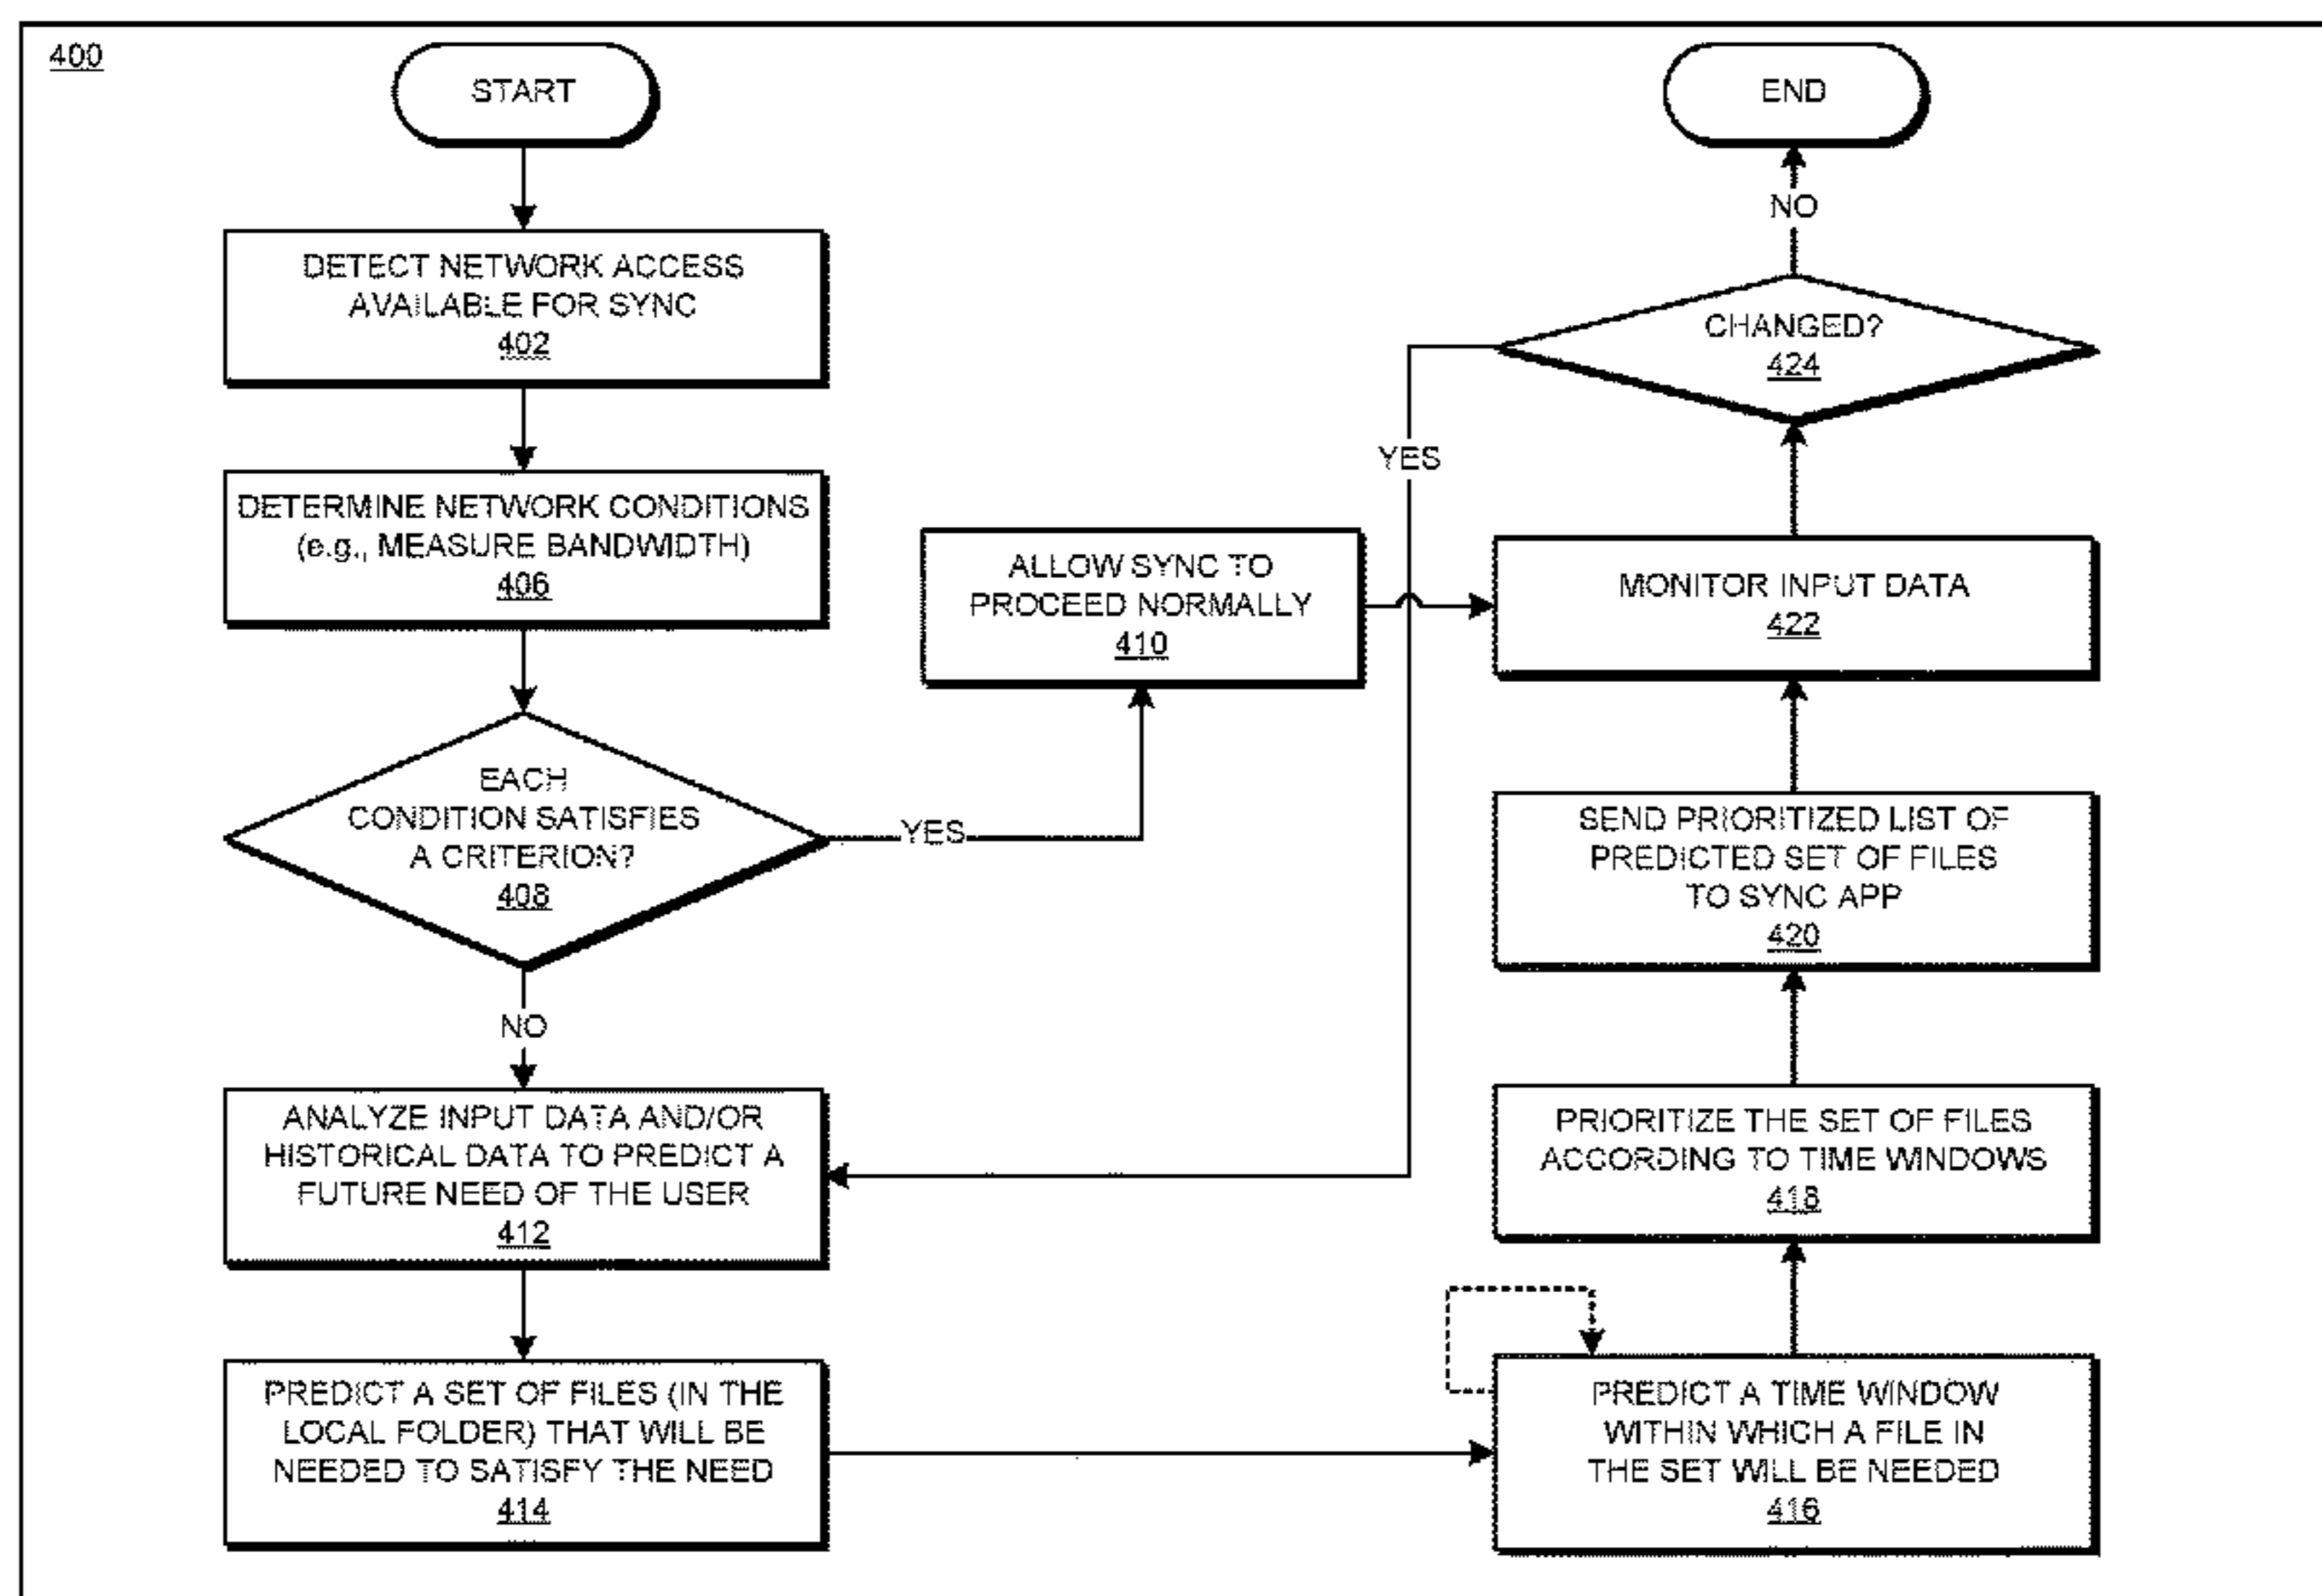 400
START
DETECT NETWORK ACCESS
AVAILABLE FOR SYNC
402
DETERMINE NETWORK CONDITIONS
(e.g., MEASURE BANDWIDTH)
406
EACH
CONDITION SATISFIES
A CRITERION?
408
YES
NO
ALLOW SYNC TO
PROCEED NORMALLY
410
ANALYZE INPUT DATA AND/OR
HISTORICAL DATA TO PREDICT A
FUTURE NEED OF THE USER
412
PREDICT A SET OF FILES (IN THE
LOCAL FOLDER) THAT WILL BE
NEEDED TO SATISFY THE NEED
414
PREDICT A TIME WINDOW
WITHIN WHICH A FILE IN
THE SET WILL BE NEEDED
416
PRIORITIZE THE SET OF FILES
ACCORDING TO TIME WINDOWS
418
SEND PRIORITIZED LIST OF
PREDICTED SET OF FILES
TO SYNC APP
420
MONITOR INPUT DATA
422
CHANGED?
424
YES
NO
END